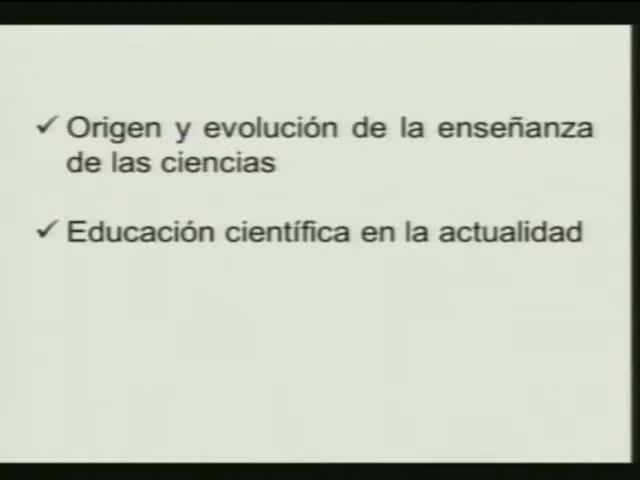 ✓ Origen y evolución de la enseñanza
de las ciencias
✓ Educación científica en la actualidad